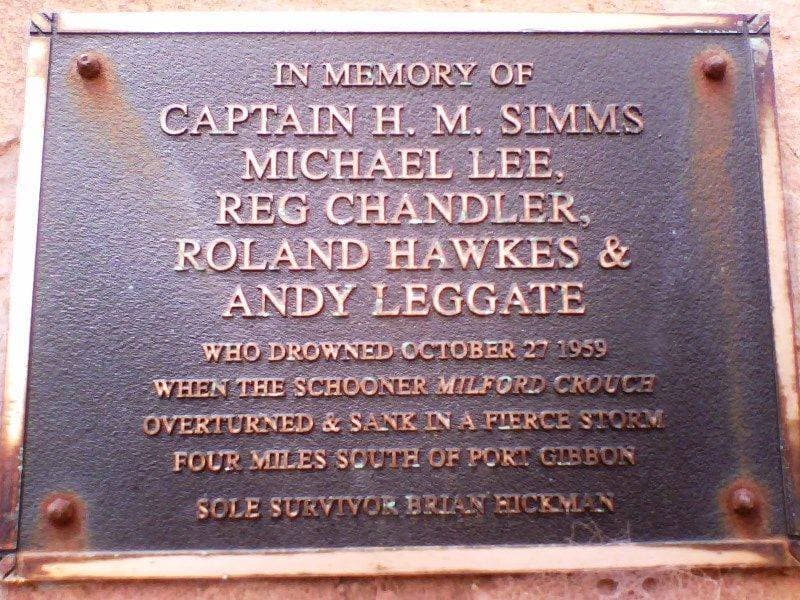 IN MEMORY OF
CAPTAIN H. M. SIMMS
MICHAEL LEE,
REG CHANDLER,
ROLAND HAWKES &
ANDY LEGGATE
WHO DROWNED OCTOBER 27 1959
WHEN THE SCHOONER MILFORD CROUCH
OVERTURNED & SANK IN A FIERCE STORM
FOUR MILES SOUTH OF PORT GIBBON
SOLE SURVIVOR BRIAN HICKMAN